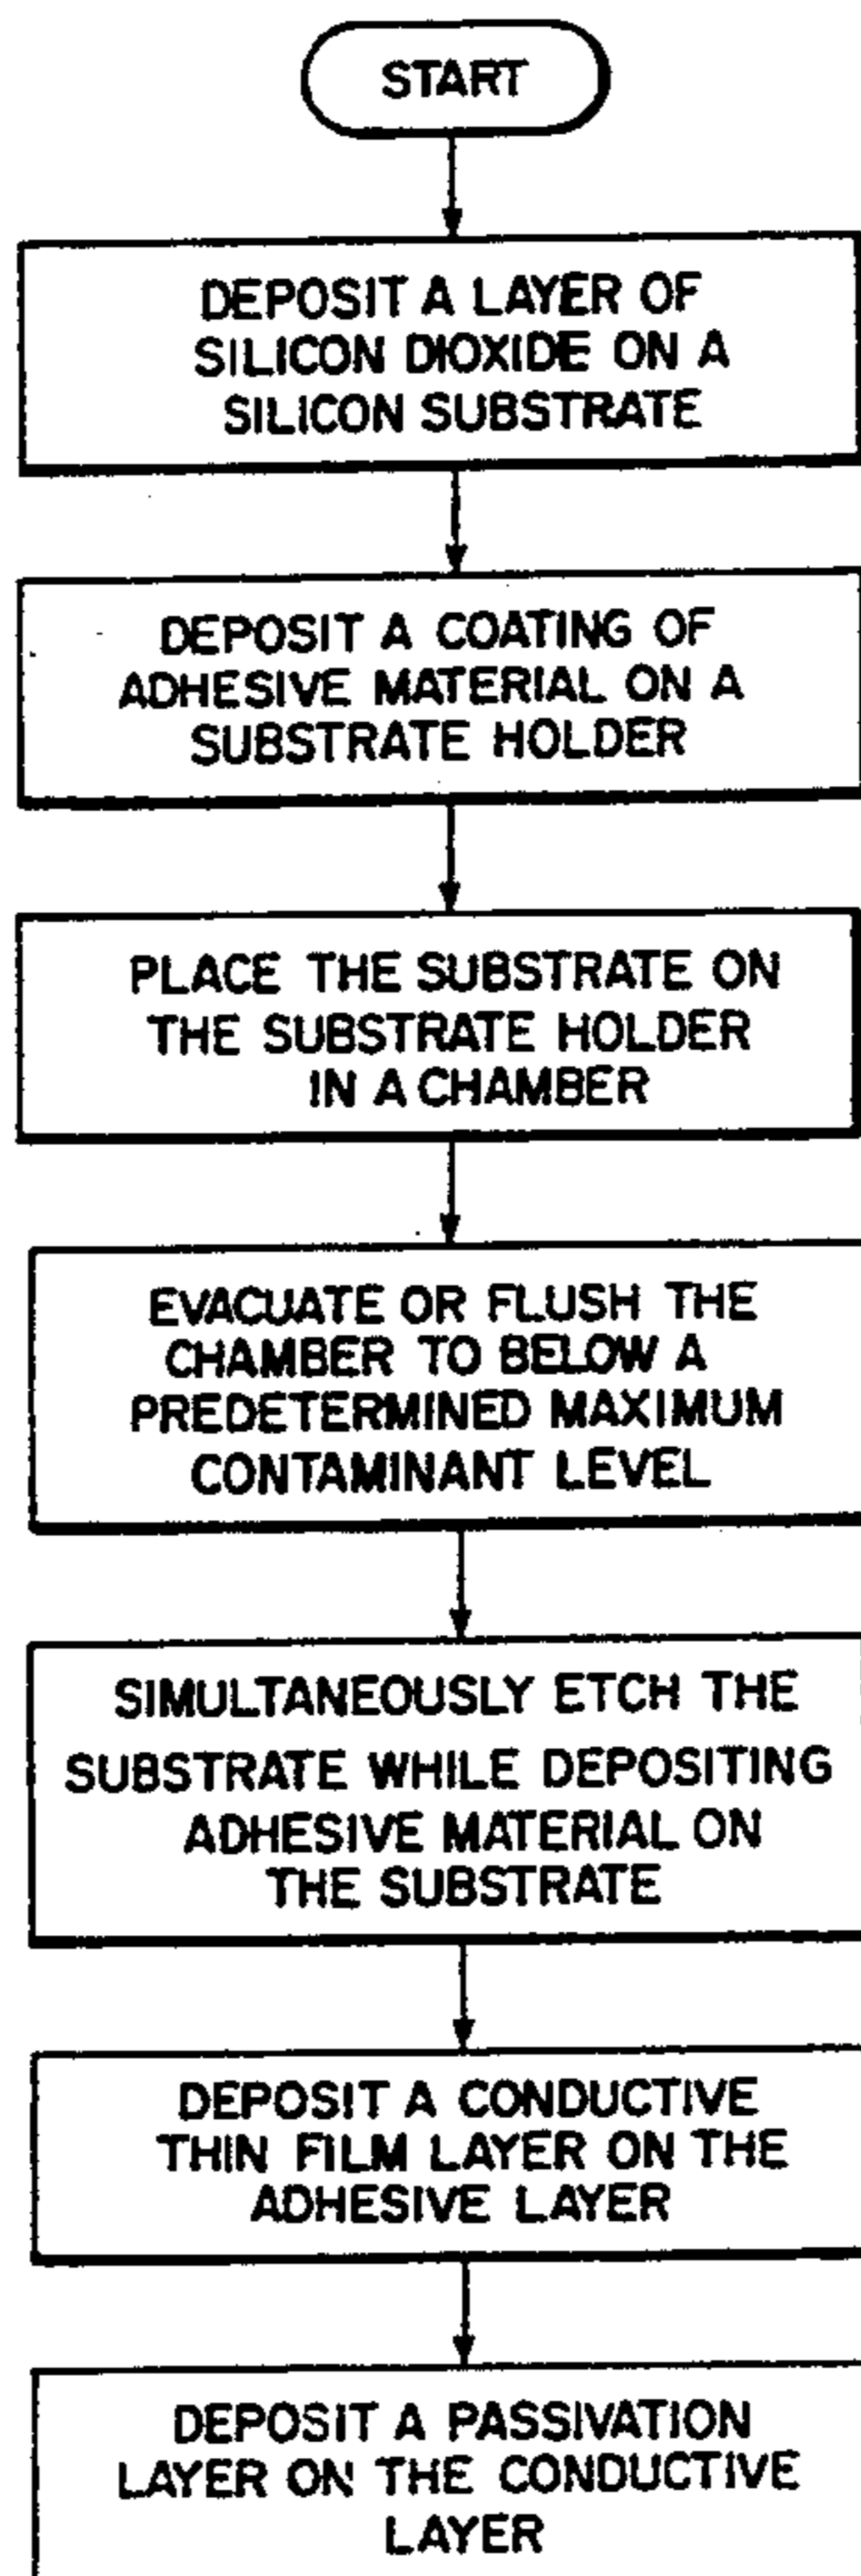 START
DEPOSIT A LAYER OF
SILICON DIOXIDE ON A
SILICON SUBSTRATE
DEPOSIT A COATING OF
ADHESIVE MATERIAL ON A
SUBSTRATE HOLDER
PLACE THE SUBSTRATE ON
THE SUBSTRATE HOLDER
IN A CHAMBER
EVACUATE OR FLUSH THE
CHAMBER TO BELOW A
PREDETERMINED MAXIMUM
CONTAMINANT LEVEL
SIMULTANEOUSLY ETCH THE
SUBSTRATE WHILE DEPOSITING
ADHESIVE MATERIAL ON
THE SUBSTRATE
DEPOSIT A CONDUCTIVE
THIN FILM LAYER ON THE
ADHESIVE LAYER
DEPOSIT A PASSIVATION
LAYER ON THE CONDUCTIVE
LAYER